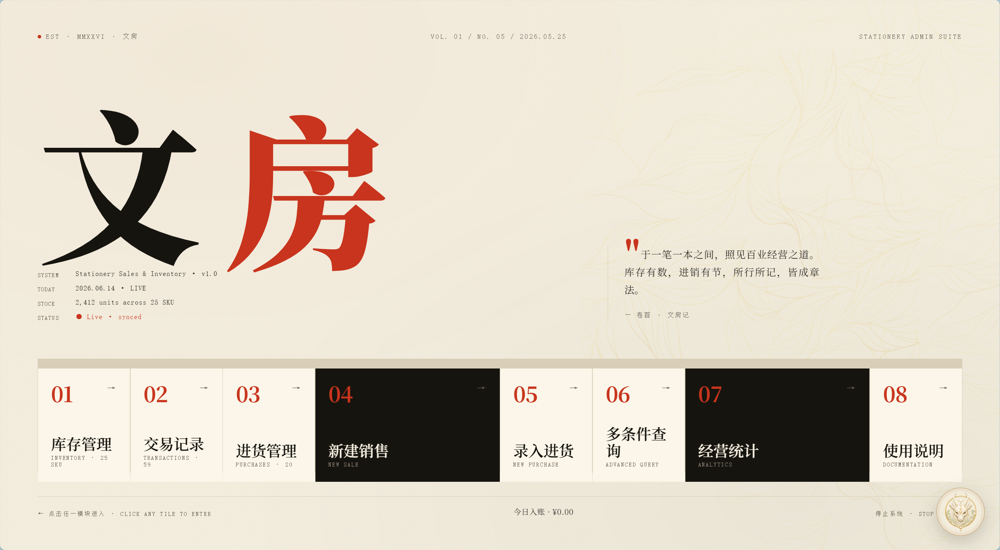 EST · MMXXVI · 文房
VOL. 01 / NO. 05 / 2026.05.25
STATIONERY ADMIN SUITE
文房
SYSTEM Stationery Sales & Inventory • v1.0
TODAY 2026.06.14 • LIVE
STOCK 2,412 units across 25 SKU
STATUS ● Live • synced
"于一笔一本之间，照见百业经营之道。
库存有数，进销有节，所行所记，皆成章
法。
— 卷首 · 文房记
01 →
库存管理
INVENTORY · 25
SKU
02 →
交易记录
TRANSACTIONS ·
59
03 →
进货管理
PURCHASES · 20
04 →
新建销售
NEW SALE
05 →
录入进货
NEW PURCHASE
06 →
多条件查
询
ADVANCED QUERY
07 →
经营统计
ANALYTICS
08 →
使用说明
DOCUMENTATION
← 点击任一模块进入 · CLICK ANY TILE TO ENTER
今日入账 · ¥0.00
停止系统 · STOP